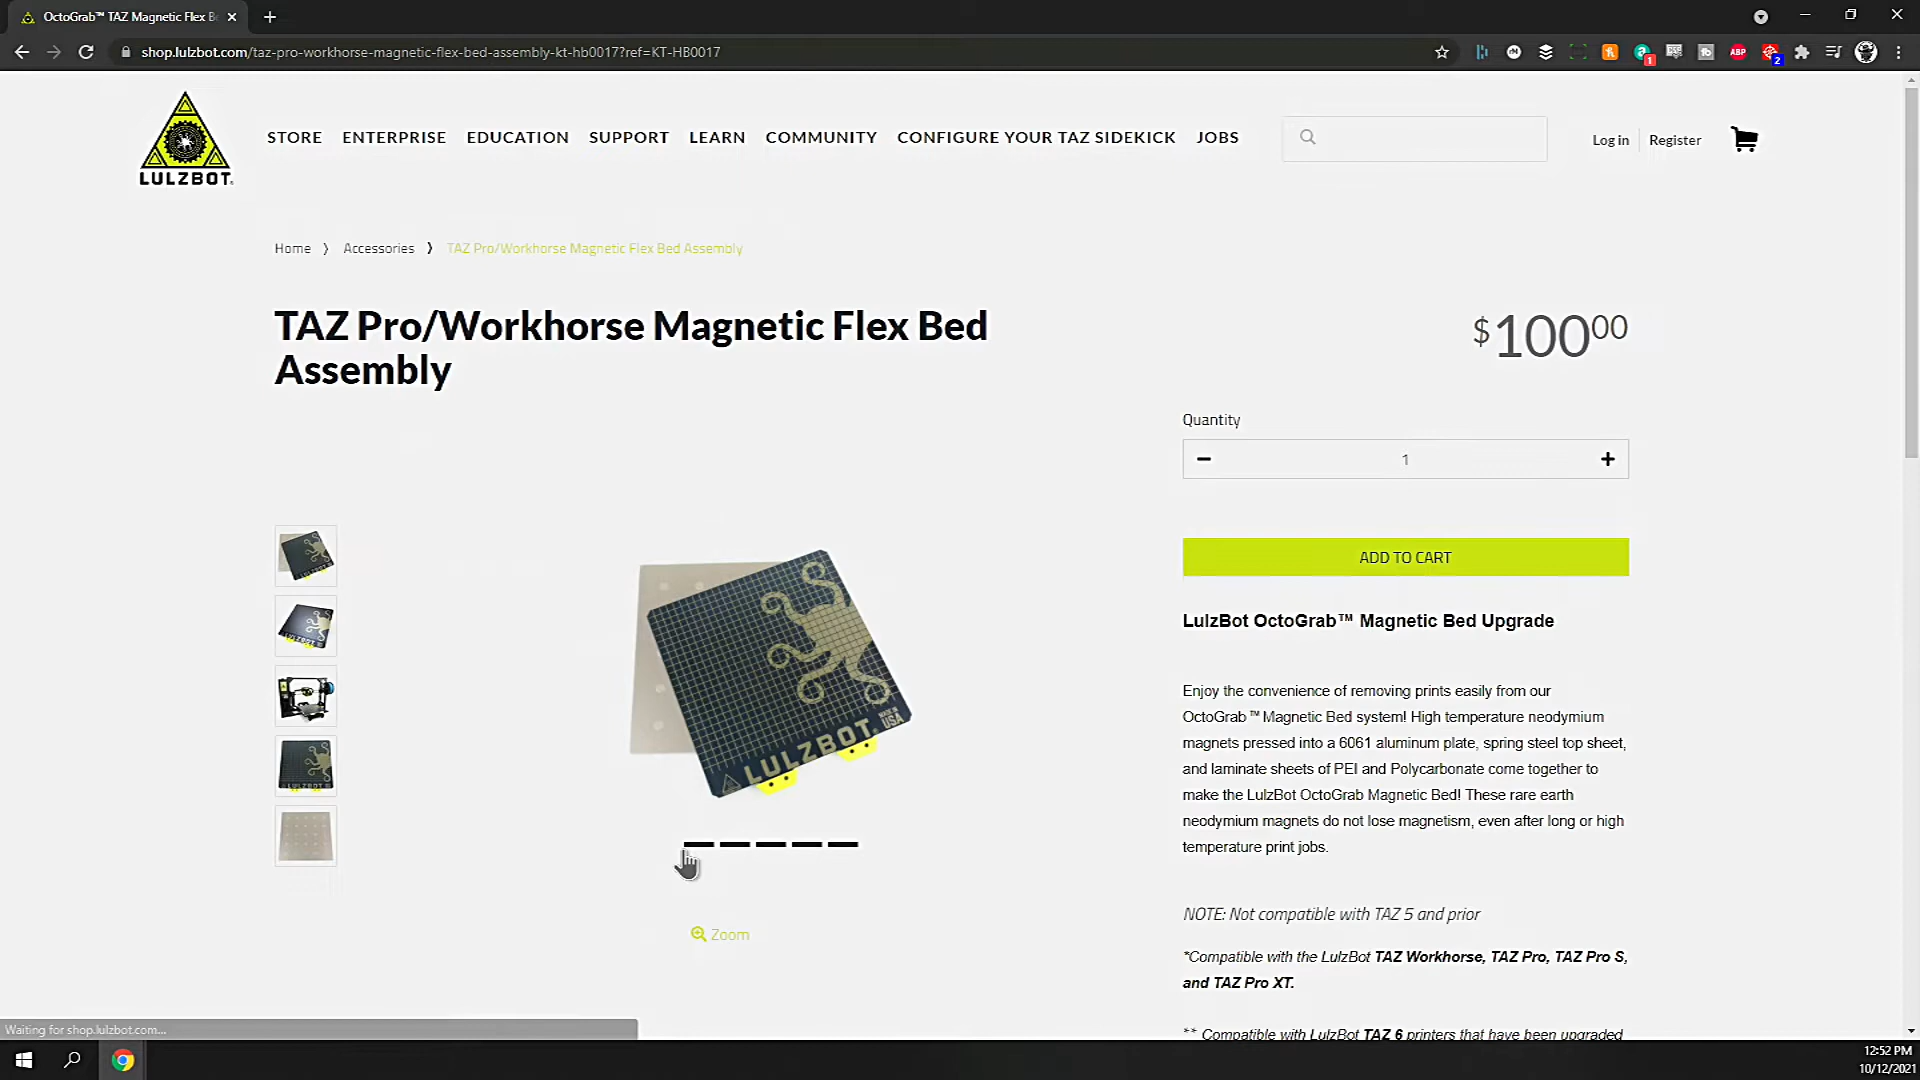 OctoGrab™ TAZ Magnetic Flex B
shop.lulzbot.com/taz-pro-workhorse-magnetic-flex-bed-assembly-kt-hb0017?ref=KT-HB0017
1
ABP
2
LULZBOT.
STORE ENTERPRISE EDUCATION SUPPORT LEARN COMMUNITY CONFIGURE YOUR TAZ SIDEKICK JOBS
Log in Register
Home Accessories TAZ Pro/Workhorse Magnetic Flex Bed Assembly
TAZ Pro/Workhorse Magnetic Flex Bed
Assembly
$10000
Quantity
1
ADD TO CART
MADE IN
USA
LULZBOT
Zoom
LulzBot OctoGrab™ Magnetic Bed Upgrade
Enjoy the convenience of removing prints easily from our
OctoGrab™ Magnetic Bed system! High temperature neodymium
magnets pressed into a 6061 aluminum plate, spring steel top sheet,
and laminate sheets of PEI and Polycarbonate come together to
make the LulzBot OctoGrab Magnetic Bed! These rare earth
neodymium magnets do not lose magnetism, even after long or high
temperature print jobs.
NOTE: Not compatible with TAZ 5 and prior
*Compatible with the LulzBot TAZ Workhorse, TAZ Pro, TAZ Pro S,
and TAZ Pro XT.
** Compatible with LulzBot TAZ 6 printers that have been upgraded
Waiting for shop.lulzbot.com...
12:52 PM
10/12/2021